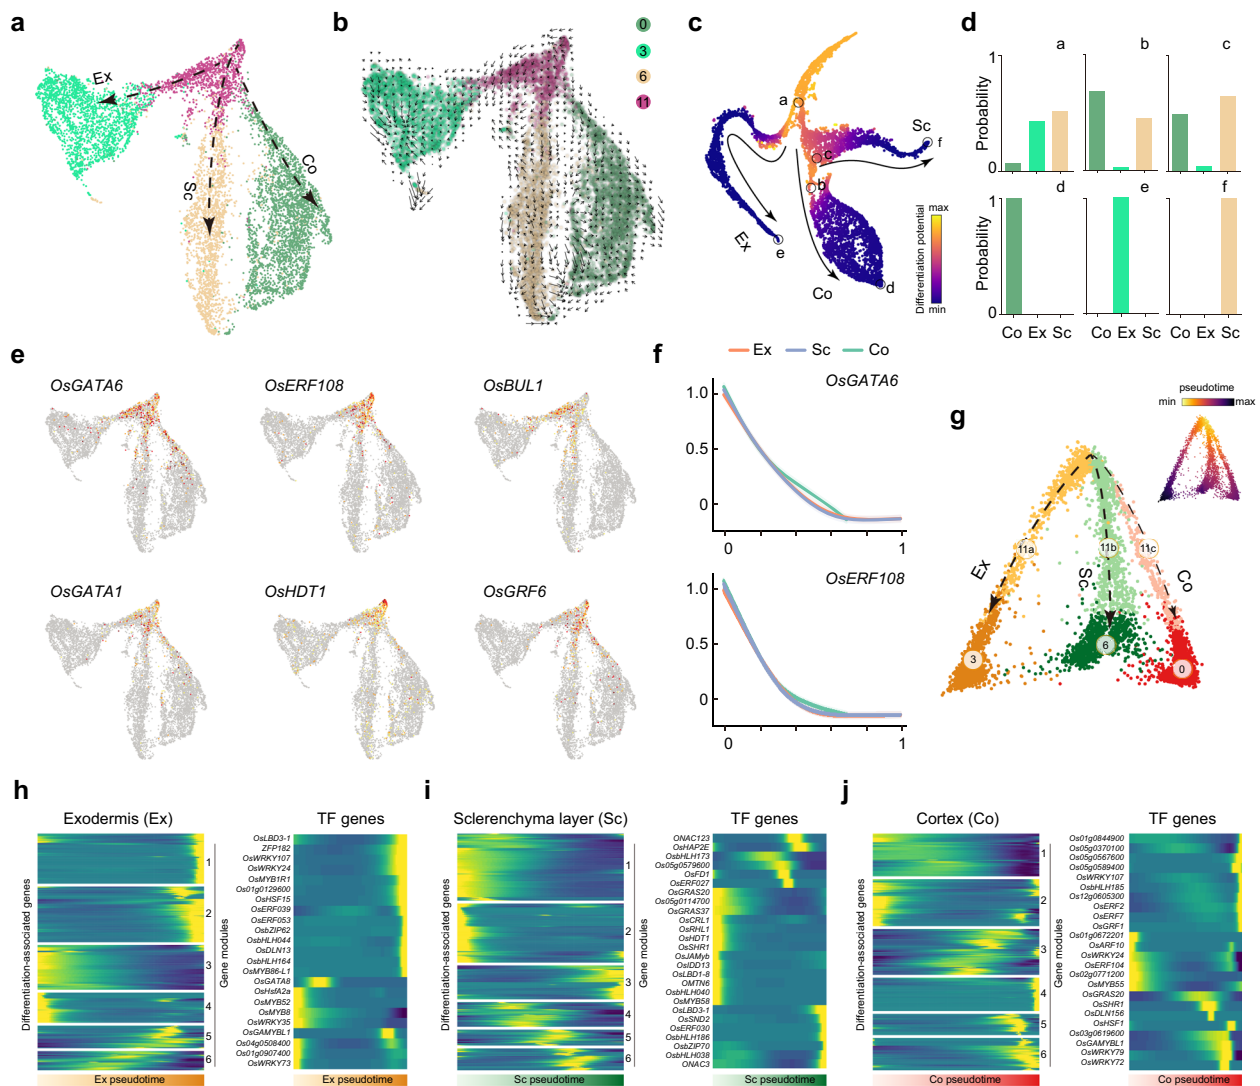 a
Ex
Sc
Co
b
0
3
6
11
c
a
Sc
f
c
b
Ex
e
Co
d
Differentiation potential
max
min
d
Probability
1
0
a
b
c
Probability
1
0
d
e
f
Co Ex Sc
Co Ex Sc
Co Ex Sc
e
OsGATA6
OsERF108
OsBUL1
OsGATA1
OsHDT1
OsGRF6
f
Ex Sc Co
OsGATA6
1.0
0.5
0
0 1
OsERF108
1.0
0.5
0
0 1
g
pseudotime
min max
Ex
Sc
Co
11a
11b
11c
3
6
0
h
Exodermis (Ex)
Differentiation-associated genes
1
2
3
4
5
6
Gene modules
Ex pseudotime
TF genes
OsLBD3-1
ZFP182
OsWRKY107
OsWRKY24
OsMYB1R1
Os01g0129600
OsHSF15
OsERF039
OsERF053
OsbZIP62
OsbHLH044
OsDLN13
OsbHLH164
OsMYB86-L1
OsGATA8
OsHsfA2a
OsMYB52
OsMYB8
OsWRKY35
OsGAMYBL1
Os04g0508400
Os01g0907400
OsWRKY73
Ex pseudotime
i
Sclerenchyma layer (Sc)
Differentiation-associated genes
1
2
3
4
5
6
Gene modules
Sc pseudotime
TF genes
ONAC123
OsHAP2E
OsbHLH173
Os05g0579600
OsFD1
OsERF027
OsGRAS20
Os05g0114700
OsGRAS37
OsCRL1
OsRHL1
OsHDT1
OsSHR1
OsJAMyb
OsIDD13
OsLBD1-8
OMTN6
OsbHLH040
OsMYB58
OsLBD3-1
OsSND2
OsERF030
OsbHLH186
OsbZIP70
OsbHLH038
ONAC3
Sc pseudotime
j
Cortex (Co)
Differentiation-associated genes
1
2
3
4
5
6
Gene modules
Co pseudotime
TF genes
Os01g0844900
Os05g0370100
Os05g0567600
Os05g0589400
OsWRKY107
OsbHLH185
Os12g0605300
OsERF2
OsERF7
OsGRF1
Os01g0672201
OsARF10
OsWRKY24
OsERF104
Os02g0771200
OsMYB55
OsGRAS20
OsSHR1
OsDLN156
OsHSF1
Os03g0619600
OsGAMYBL1
OsWRKY79
OsWRKY72
Co pseudotime